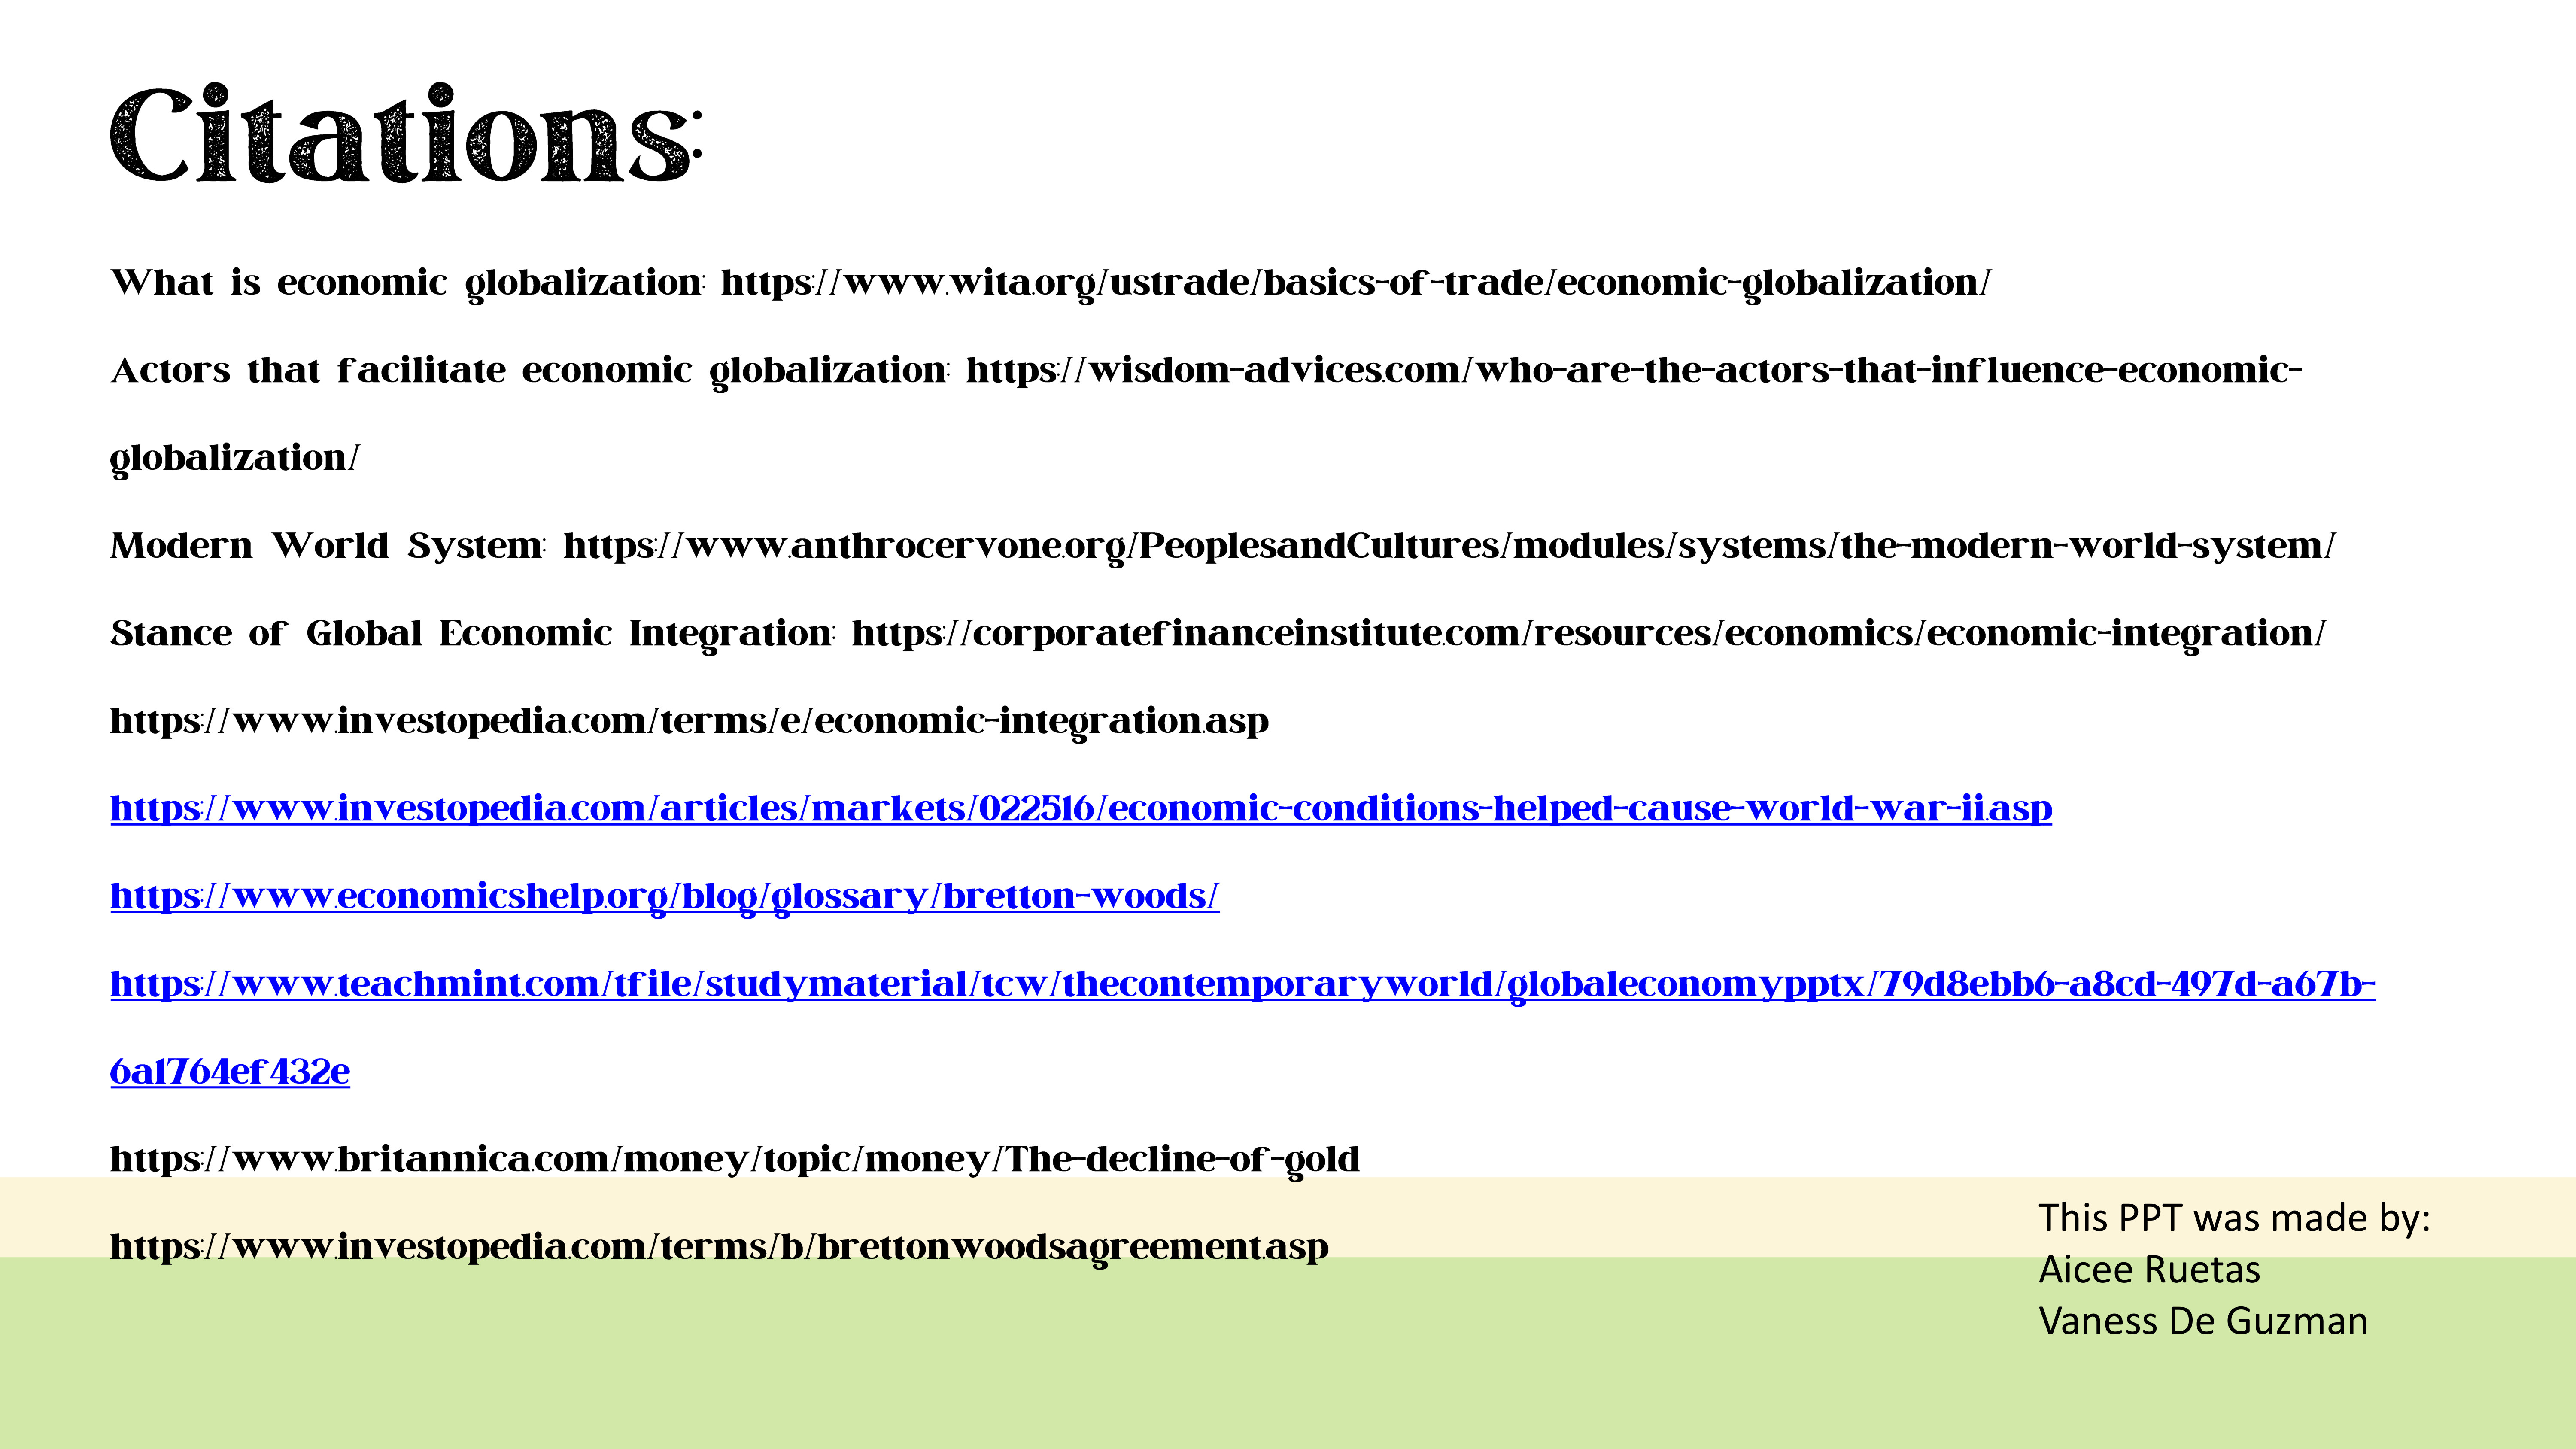 Citations:
What is economic globalization: https://www.wita.org/ustrade/basics-of-trade/economic-globalization/
Actors that facilitate economic globalization: https://wisdom-advices.com/who-are-the-actors-that-influence-economic-
globalization/
Modern World System: https://www.anthrocervone.org/PeoplesandCultures/modules/systems/the-modern-world-system/
Stance of Global Economic Integration: https://corporatefinanceinstitute.com/resources/economics/economic-integration/
https://www.investopedia.com/terms/e/economic-integration.asp
https://www.investopedia.com/articles/markets/022516/economic-conditions-helped-cause-world-war-ii.asp
https://www.economicshelp.org/blog/glossary/bretton-woods/
https://www.teachmint.com/tfile/studymaterial/tcw/thecontemporaryworld/globaleconomypptx/79d8ebb6-a8cd-497d-a67b-
6a1764ef432e
https://www.britannica.com/money/topic/money/The-decline-of-gold
https://www.investopedia.com/terms/b/brettonwoodsagreement.asp
This PPT was made by:
Aicee Ruetas
Vaness De Guzman